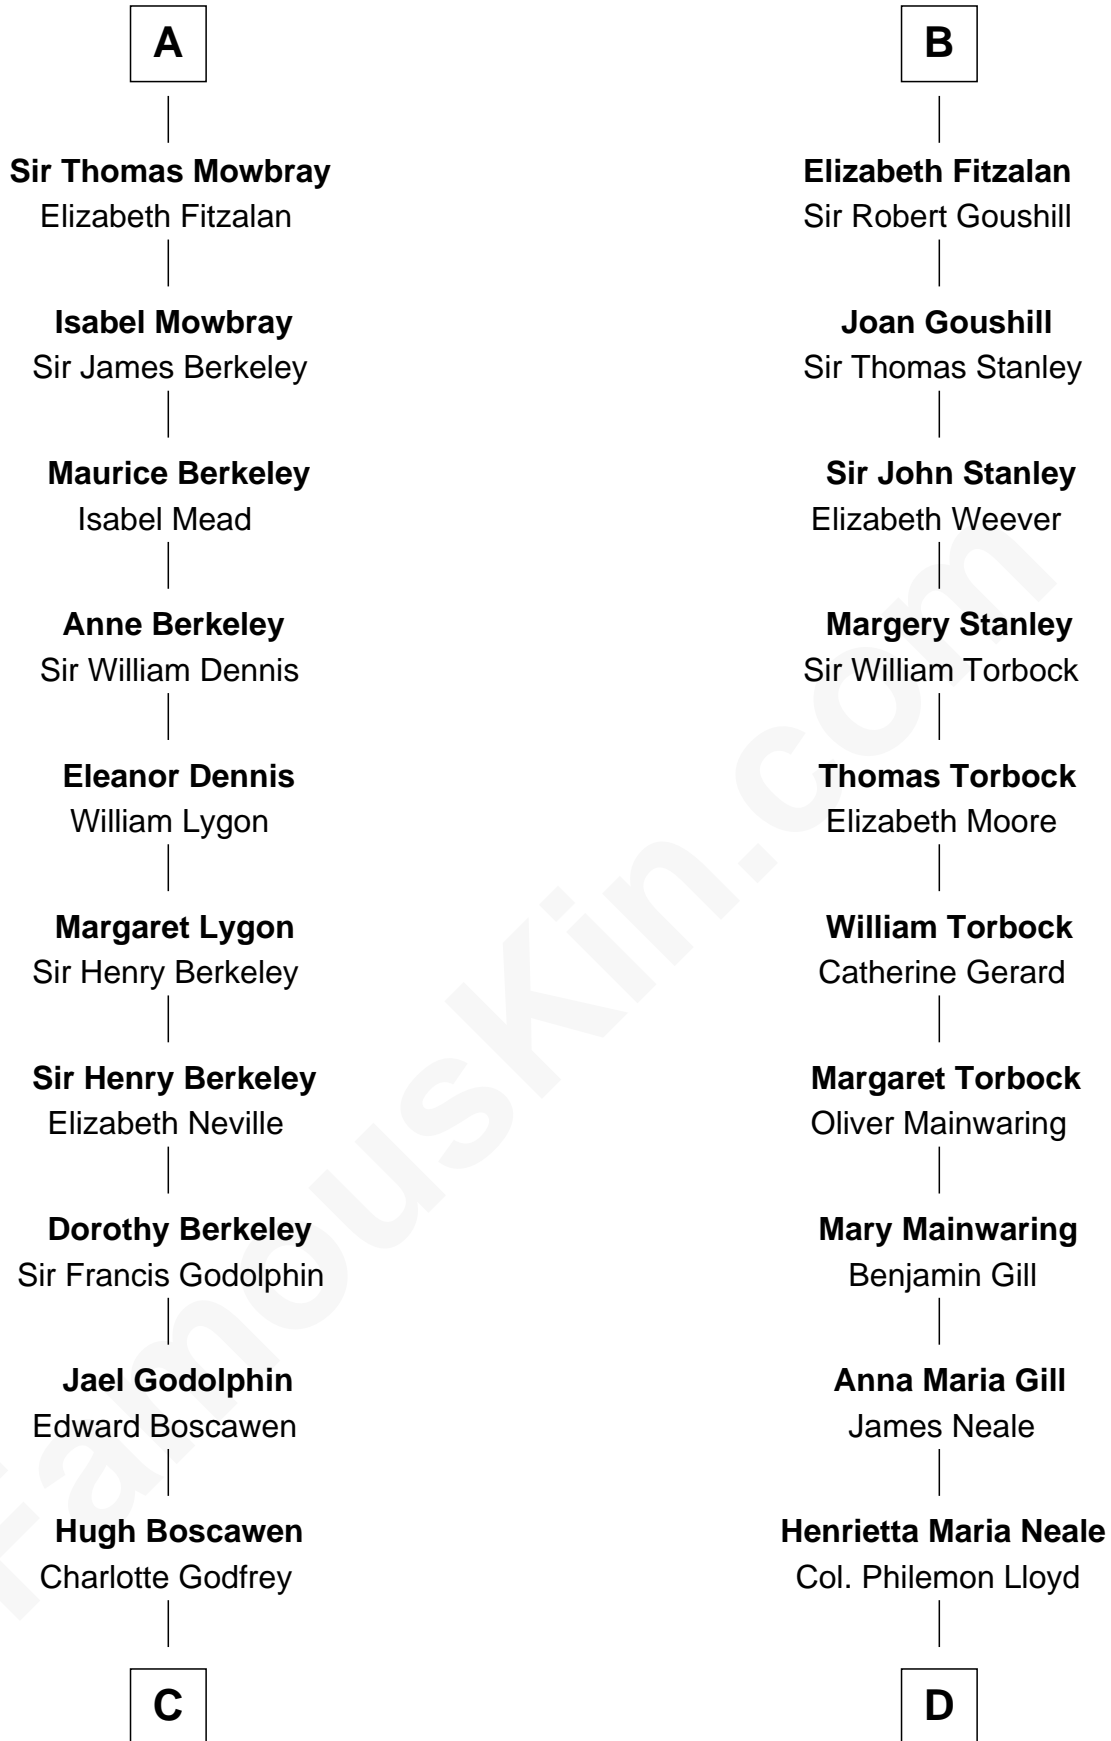 A
Sir Thomas Mowbray
Elizabeth Fitzalan
Isabel Mowbray
Sir James Berkeley
Maurice Berkeley
Isabel Mead
Anne Berkeley
Sir William Dennis
Eleanor Dennis
William Lygon
Margaret Lygon
Sir Henry Berkeley
Sir Henry Berkeley
Elizabeth Neville
Dorothy Berkeley
Sir Francis Godolphin
Jael Godolphin
Edward Boscawen
Hugh Boscawen
Charlotte Godfrey
C
B
Elizabeth Fitzalan
Sir Robert Goushill
Joan Goushill
Sir Thomas Stanley
Sir John Stanley
Elizabeth Weever
Margery Stanley
Sir William Torbock
Thomas Torbock
Elizabeth Moore
William Torbock
Catherine Gerard
Margaret Torbock
Oliver Mainwaring
Mary Mainwaring
Benjamin Gill
Anna Maria Gill
James Neale
Henrietta Maria Neale
Col. Philemon Lloyd
D
FamousKin.com